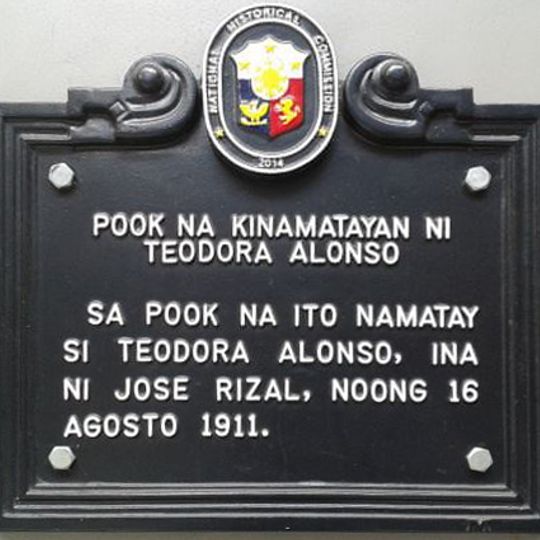 NATIONAL HISTORICAL COMMISSION
2014
POOK NA KINAMATAYAN NI
TEODORA ALONSO
SA POOK NA ITO NAMATAY
SI TEODORA ALONSO, INA
NI JOSE RIZAL, NOONG 16
AGOSTO 1911.